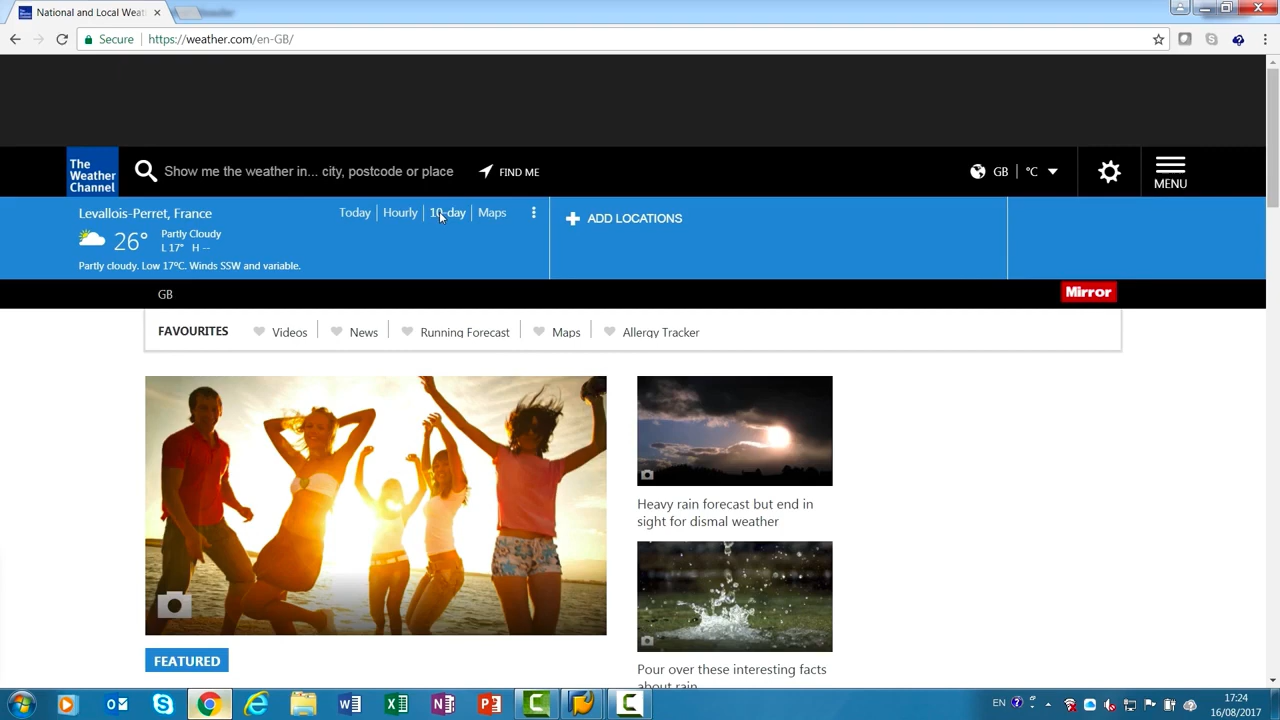 National and Local Weat
Secure
https://weather.com/en-GB/
The
Weather
Channel
Show me the weather in... city, postcode or place
FIND ME
GB
°C
MENU
Levallois-Perret, France
Today
Hourly
10-day
Maps
26°
Partly Cloudy
L 17° H --
Partly cloudy. Low 17°C. Winds SSW and variable.
ADD LOCATIONS
GB
Mirror
FAVOURITES
Videos
News
Running Forecast
Maps
Allergy Tracker
Heavy rain forecast but end in
sight for dismal weather
FEATURED
Pour over these interesting facts
about rain
EN
17:24
16/08/2017